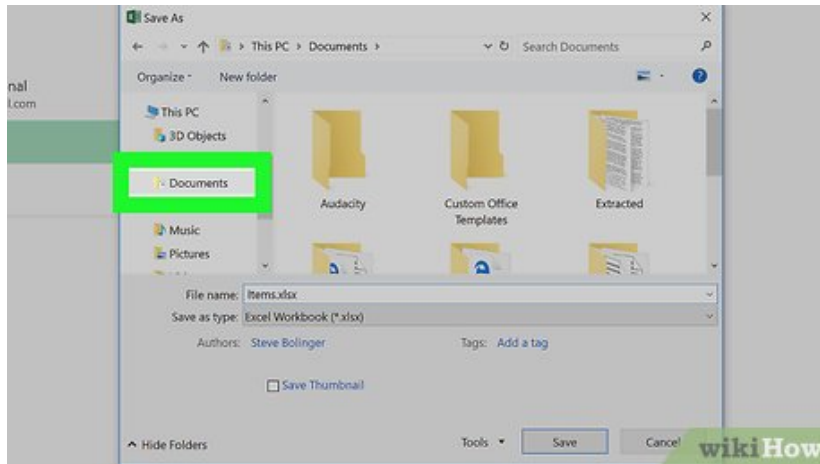 Save As
This PC > Documents >
Search Documents
Organize
New folder
nal
l.com
This PC
3D Objects
Documents
Music
Pictures
Audacity
Custom Office
Templates
Extracted
File name: Items.xlsx
Save as type: Excel Workbook (*.xlsx)
Authors: Steve Bolinger
Tags: Add a tag
Save Thumbnail
Hide Folders
Tools
Save
Cancel
wikiHow